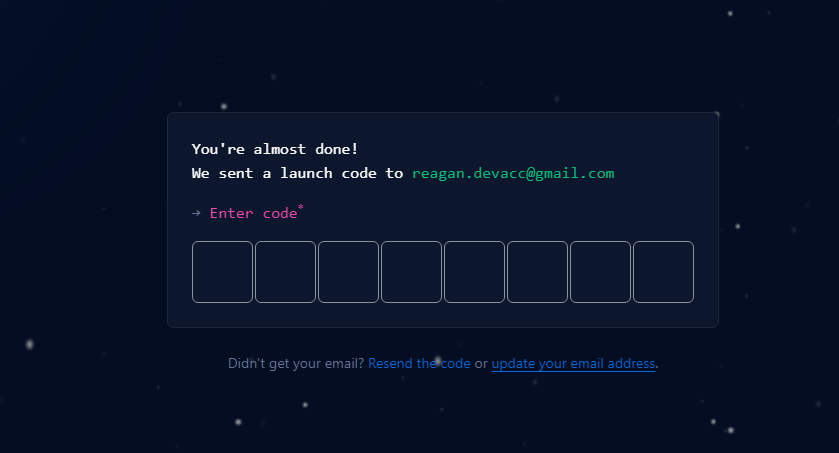 You're almost done!
We sent a launch code to reagan.devacc@gmail.com
→ Enter code*
Didn't get your email? Resend the code or update your email address.